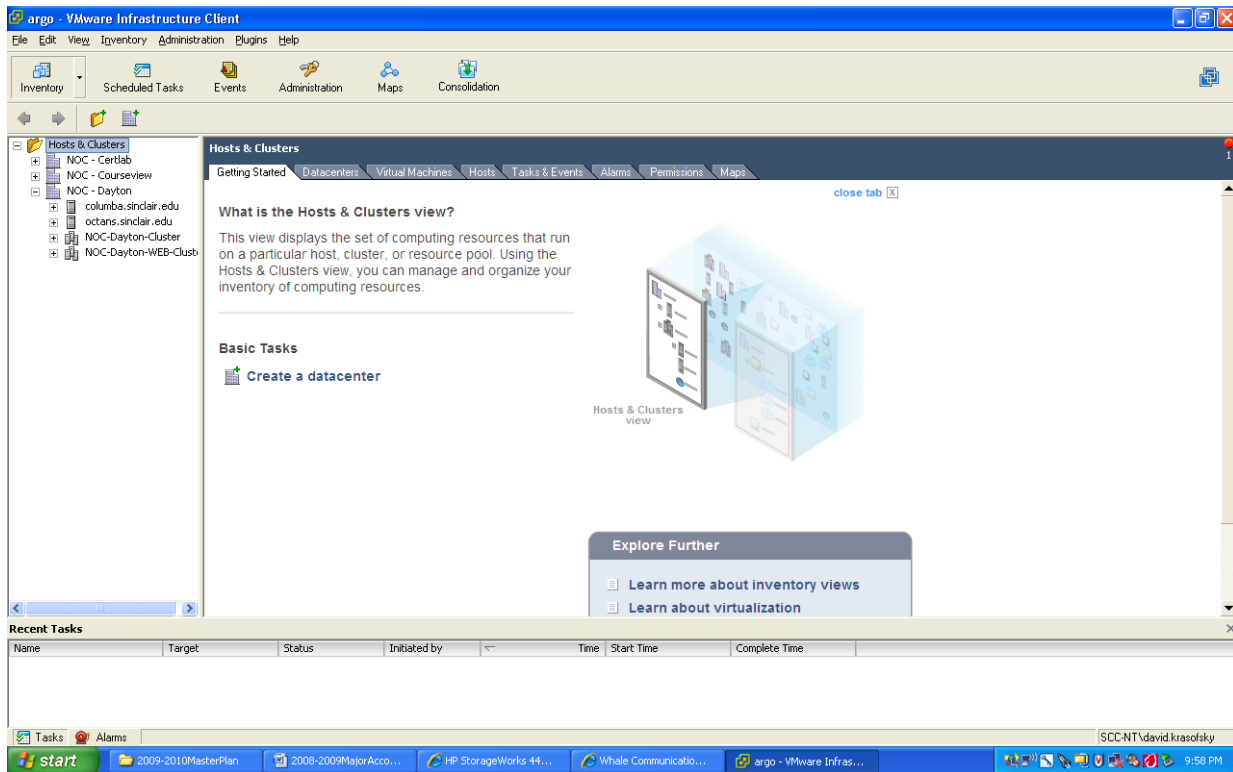 argo - VMware Infrastructure Client
File Edit View Inventory Administration Plugins Help
Inventory Scheduled Tasks Events Administration Maps Consolidation
Hosts & Clusters
NOC - Certlab
NOC - Courseview
NOC - Dayton
columba.sinclair.edu
octans.sinclair.edu
NOC-Dayton-Cluster
NOC-Dayton-WEB-Clust
Hosts & Clusters
1
Getting Started Datacenters Virtual Machines Hosts Tasks & Events Alarms Permissions Maps
close tab X
What is the Hosts & Clusters view?
This view displays the set of computing resources that run
on a particular host, cluster, or resource pool. Using the
Hosts & Clusters view, you can manage and organize your
inventory of computing resources.
Basic Tasks
Create a datacenter
Hosts & Clusters
view
Explore Further
Learn more about inventory views
Learn about virtualization
Recent Tasks
Name Target Status Initiated by Time Start Time Complete Time
Tasks Alarms
SCC-NT\david.krasofsky
start 2009-2010MasterPlan 2008-2009MajorAcco... HP StorageWorks 44... Whale Communicatio... argo - VMware Infras... 9:58 PM